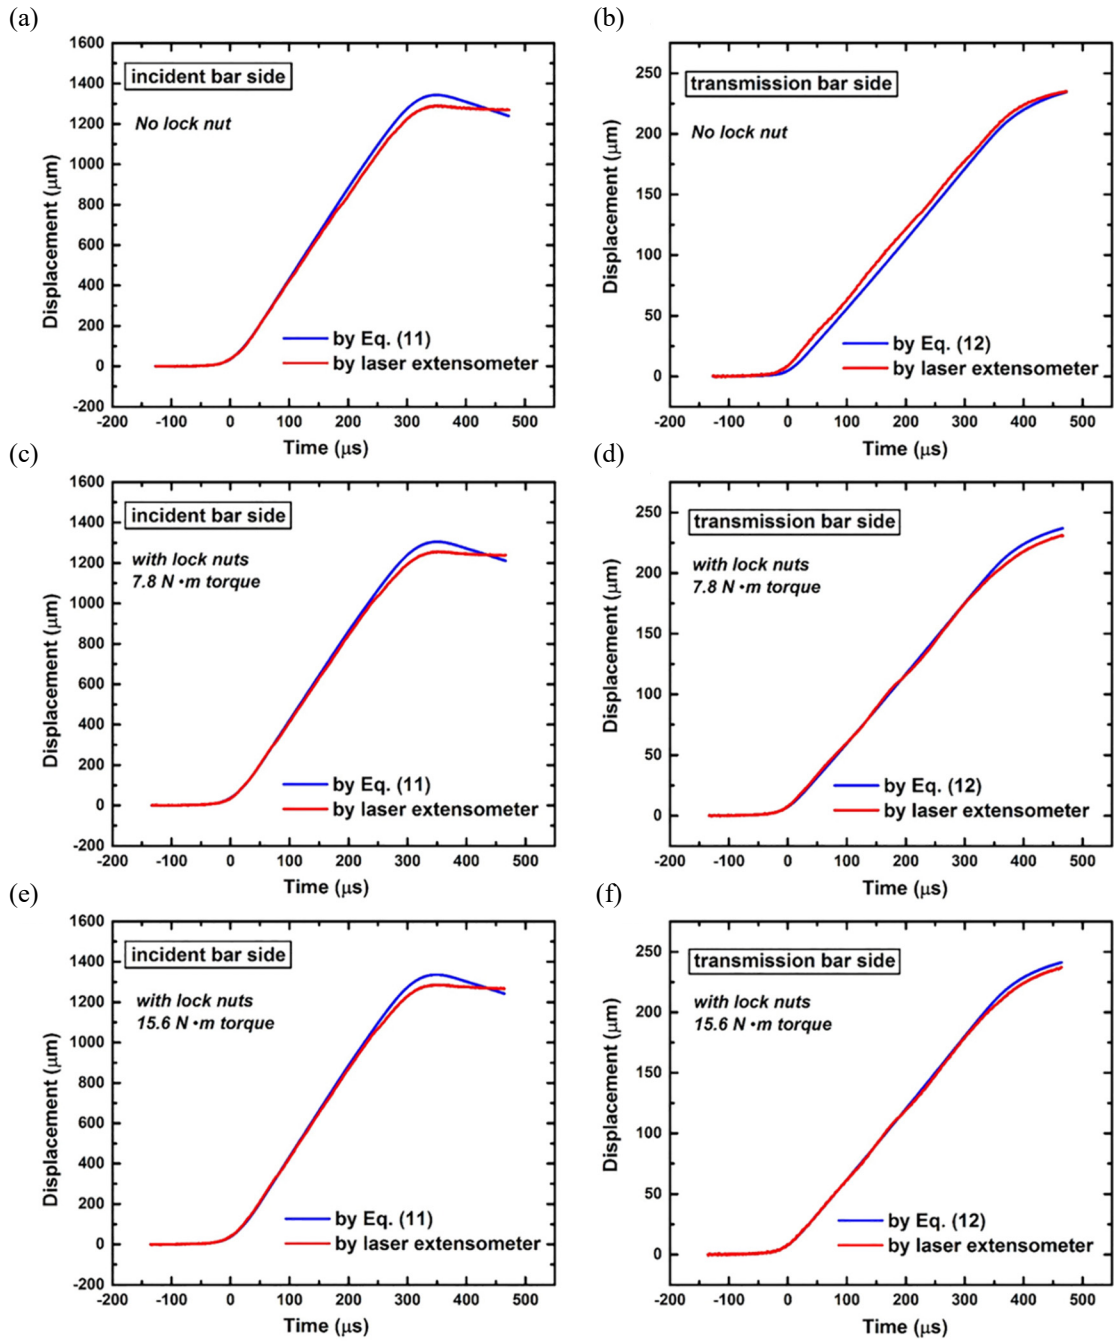 (a)
1600
1400
1200
1000
800
600
400
200
0
-200
-200 -100 0 100 200 300 400 500
Displacement (μm)
Time (μs)
incident bar side
No lock nut
by Eq. (11)
by laser extensometer
(b)
250
200
150
100
50
0
-200 -100 0 100 200 300 400 500
Displacement (μm)
Time (μs)
transmission bar side
No lock nut
by Eq. (12)
by laser extensometer
(c)
1600
1400
1200
1000
800
600
400
200
0
-200
-200 -100 0 100 200 300 400 500
Displacement (μm)
Time (μs)
incident bar side
with lock nuts
7.8 N •m torque
by Eq. (11)
by laser extensometer
(d)
250
200
150
100
50
0
-200 -100 0 100 200 300 400 500
Displacement (μm)
Time (μs)
transmission bar side
with lock nuts
7.8 N •m torque
by Eq. (12)
by laser extensometer
(e)
1600
1400
1200
1000
800
600
400
200
0
-200
-200 -100 0 100 200 300 400 500
Displacement (μm)
Time (μs)
incident bar side
with lock nuts
15.6 N •m torque
by Eq. (11)
by laser extensometer
(f)
250
200
150
100
50
0
-200 -100 0 100 200 300 400 500
Displacement (μm)
Time (μs)
transmission bar side
with lock nuts
15.6 N •m torque
by Eq. (12)
by laser extensometer